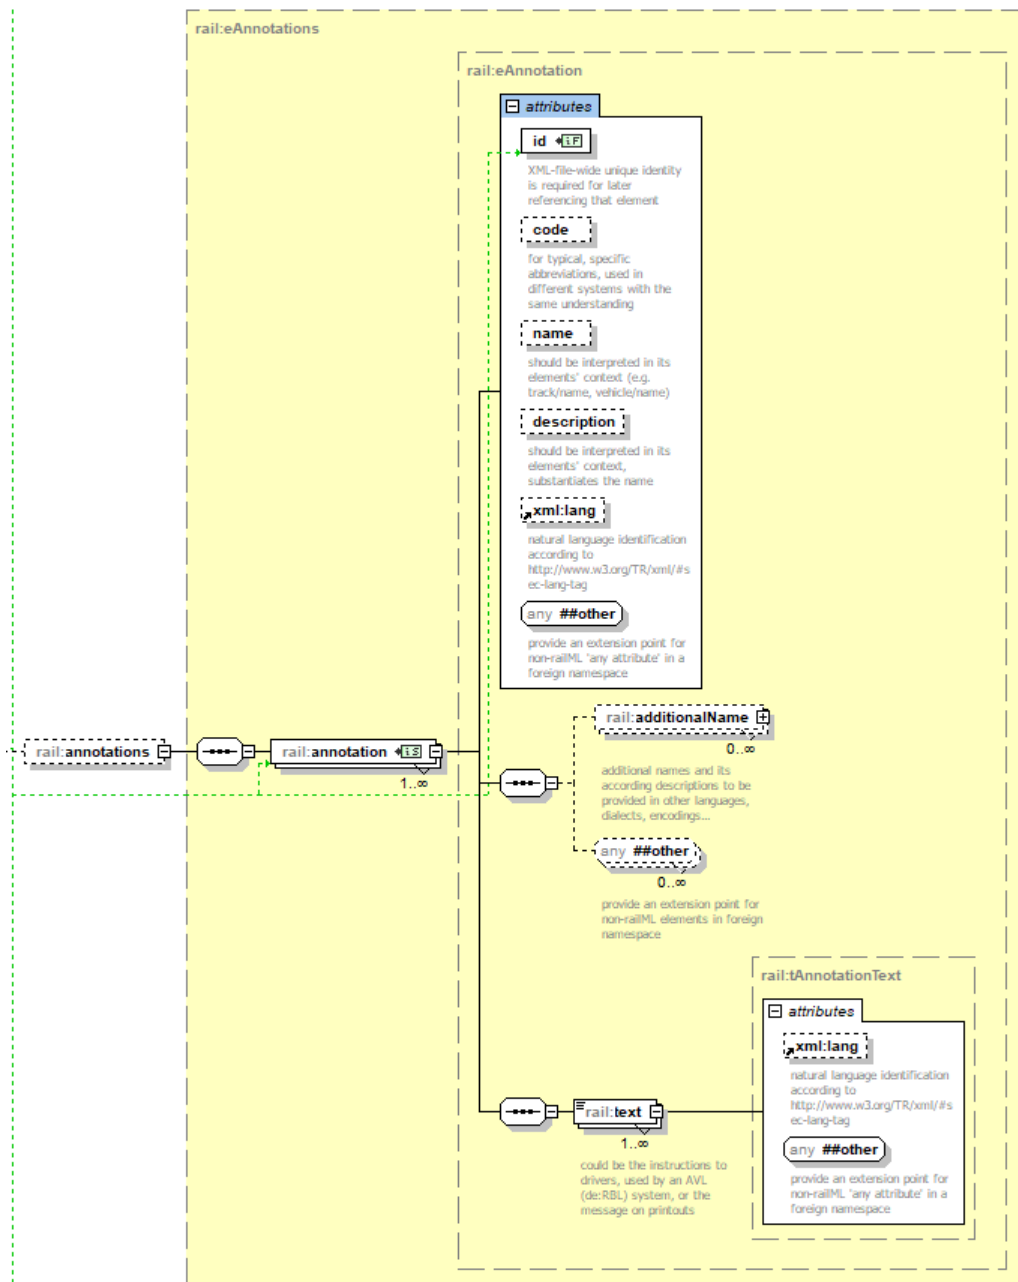 rail:eAnnotations
rail:eAnnotation
attributes
id iF
XML-file-wide unique identity
is required for later
referencing that element
code
for typical, specific
abbreviations, used in
different systems with the
same understanding
name
should be interpreted in its
elements' context (e.g.
track/name, vehicle/name)
description
should be interpreted in its
elements' context,
substantiates the name
xml:lang
natural language identification
according to
http://www.w3.org/TR/xml/#s
ec-lang-tag
any ##other
provide an extension point for
non-railML 'any attribute' in a
foreign namespace
rail:annotations
rail:annotation iS
1..∞
rail:additionalName
0..∞
additional names and its
according descriptions to be
provided in other languages,
dialects, encodings...
any ##other
0..∞
provide an extension point for
non-railML elements in foreign
namespace
rail:tAnnotationText
attributes
xml:lang
natural language identification
according to
http://www.w3.org/TR/xml/#s
ec-lang-tag
any ##other
provide an extension point for
non-railML 'any attribute' in a
foreign namespace
rail:text
1..∞
could be the instructions to
drivers, used by an AVL
(de:RBL) system, or the
message on printouts